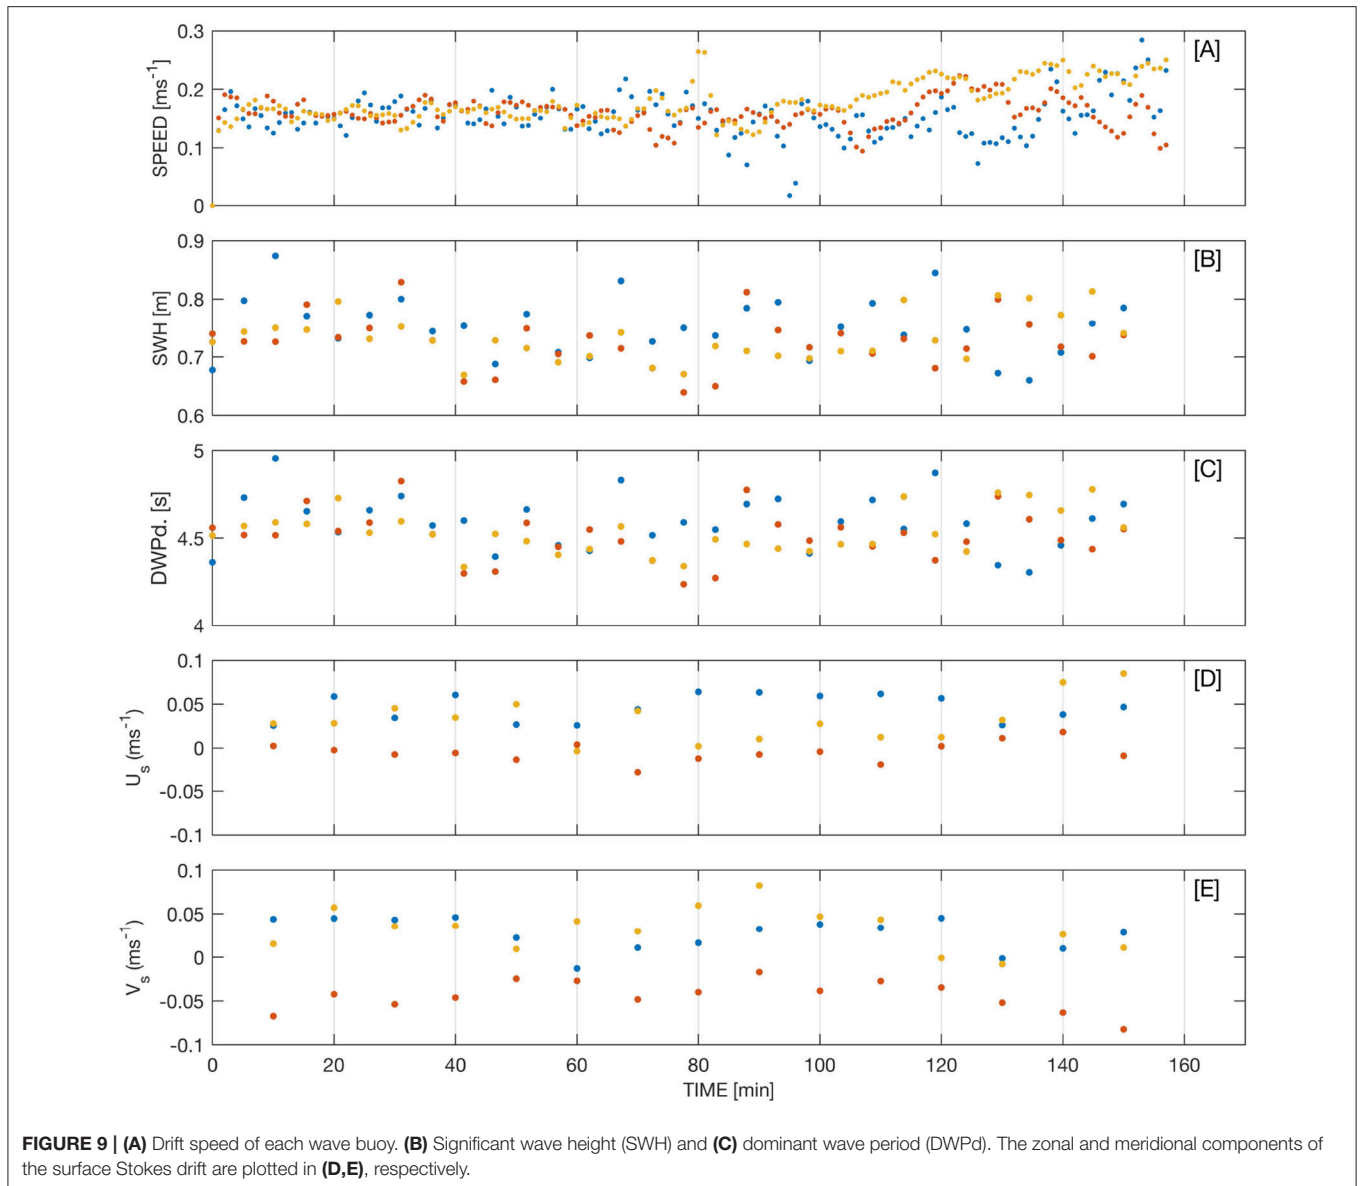 [A]
SPEED [ms⁻¹]
0.3
0.2
0.1
0
[B]
SWH [m]
0.9
0.8
0.7
0.6
[C]
DWPd. [s]
5
4.5
4
[D]
Uₛ (ms⁻¹)
0.1
0.05
0
-0.05
-0.1
[E]
Vₛ (ms⁻¹)
0.1
0.05
0
-0.05
-0.1
0 20 40 60 80 100 120 140 160
TIME [min]
FIGURE 9 | (A) Drift speed of each wave buoy. (B) Significant wave height (SWH) and (C) dominant wave period (DWPd). The zonal and meridional components of
the surface Stokes drift are plotted in (D,E), respectively.